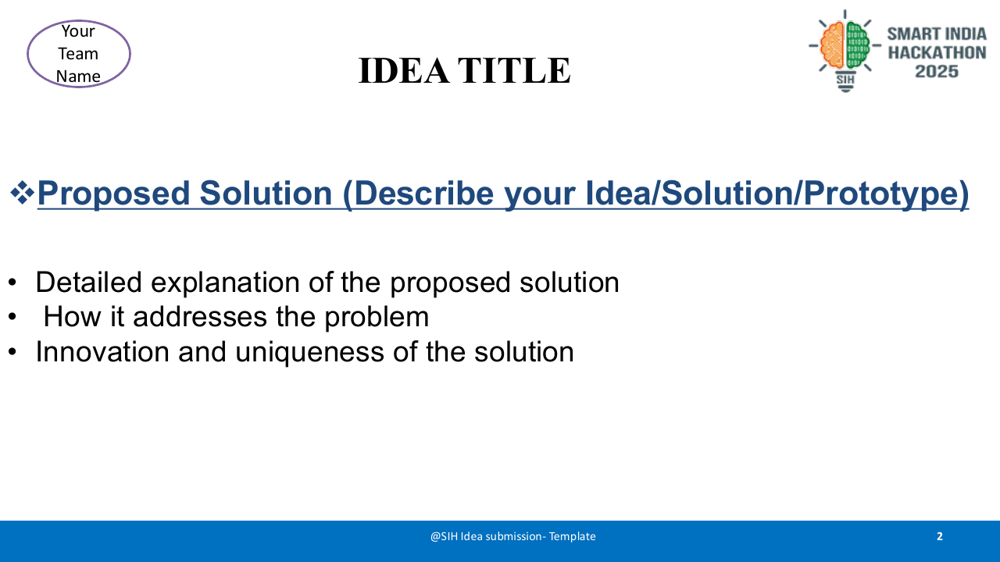 Your
Team
Name
IDEA TITLE
SMART INDIA
HACKATHON
2025
SIH
❖Proposed Solution (Describe your Idea/Solution/Prototype)
• Detailed explanation of the proposed solution
• How it addresses the problem
• Innovation and uniqueness of the solution
@SIH Idea submission- Template
2